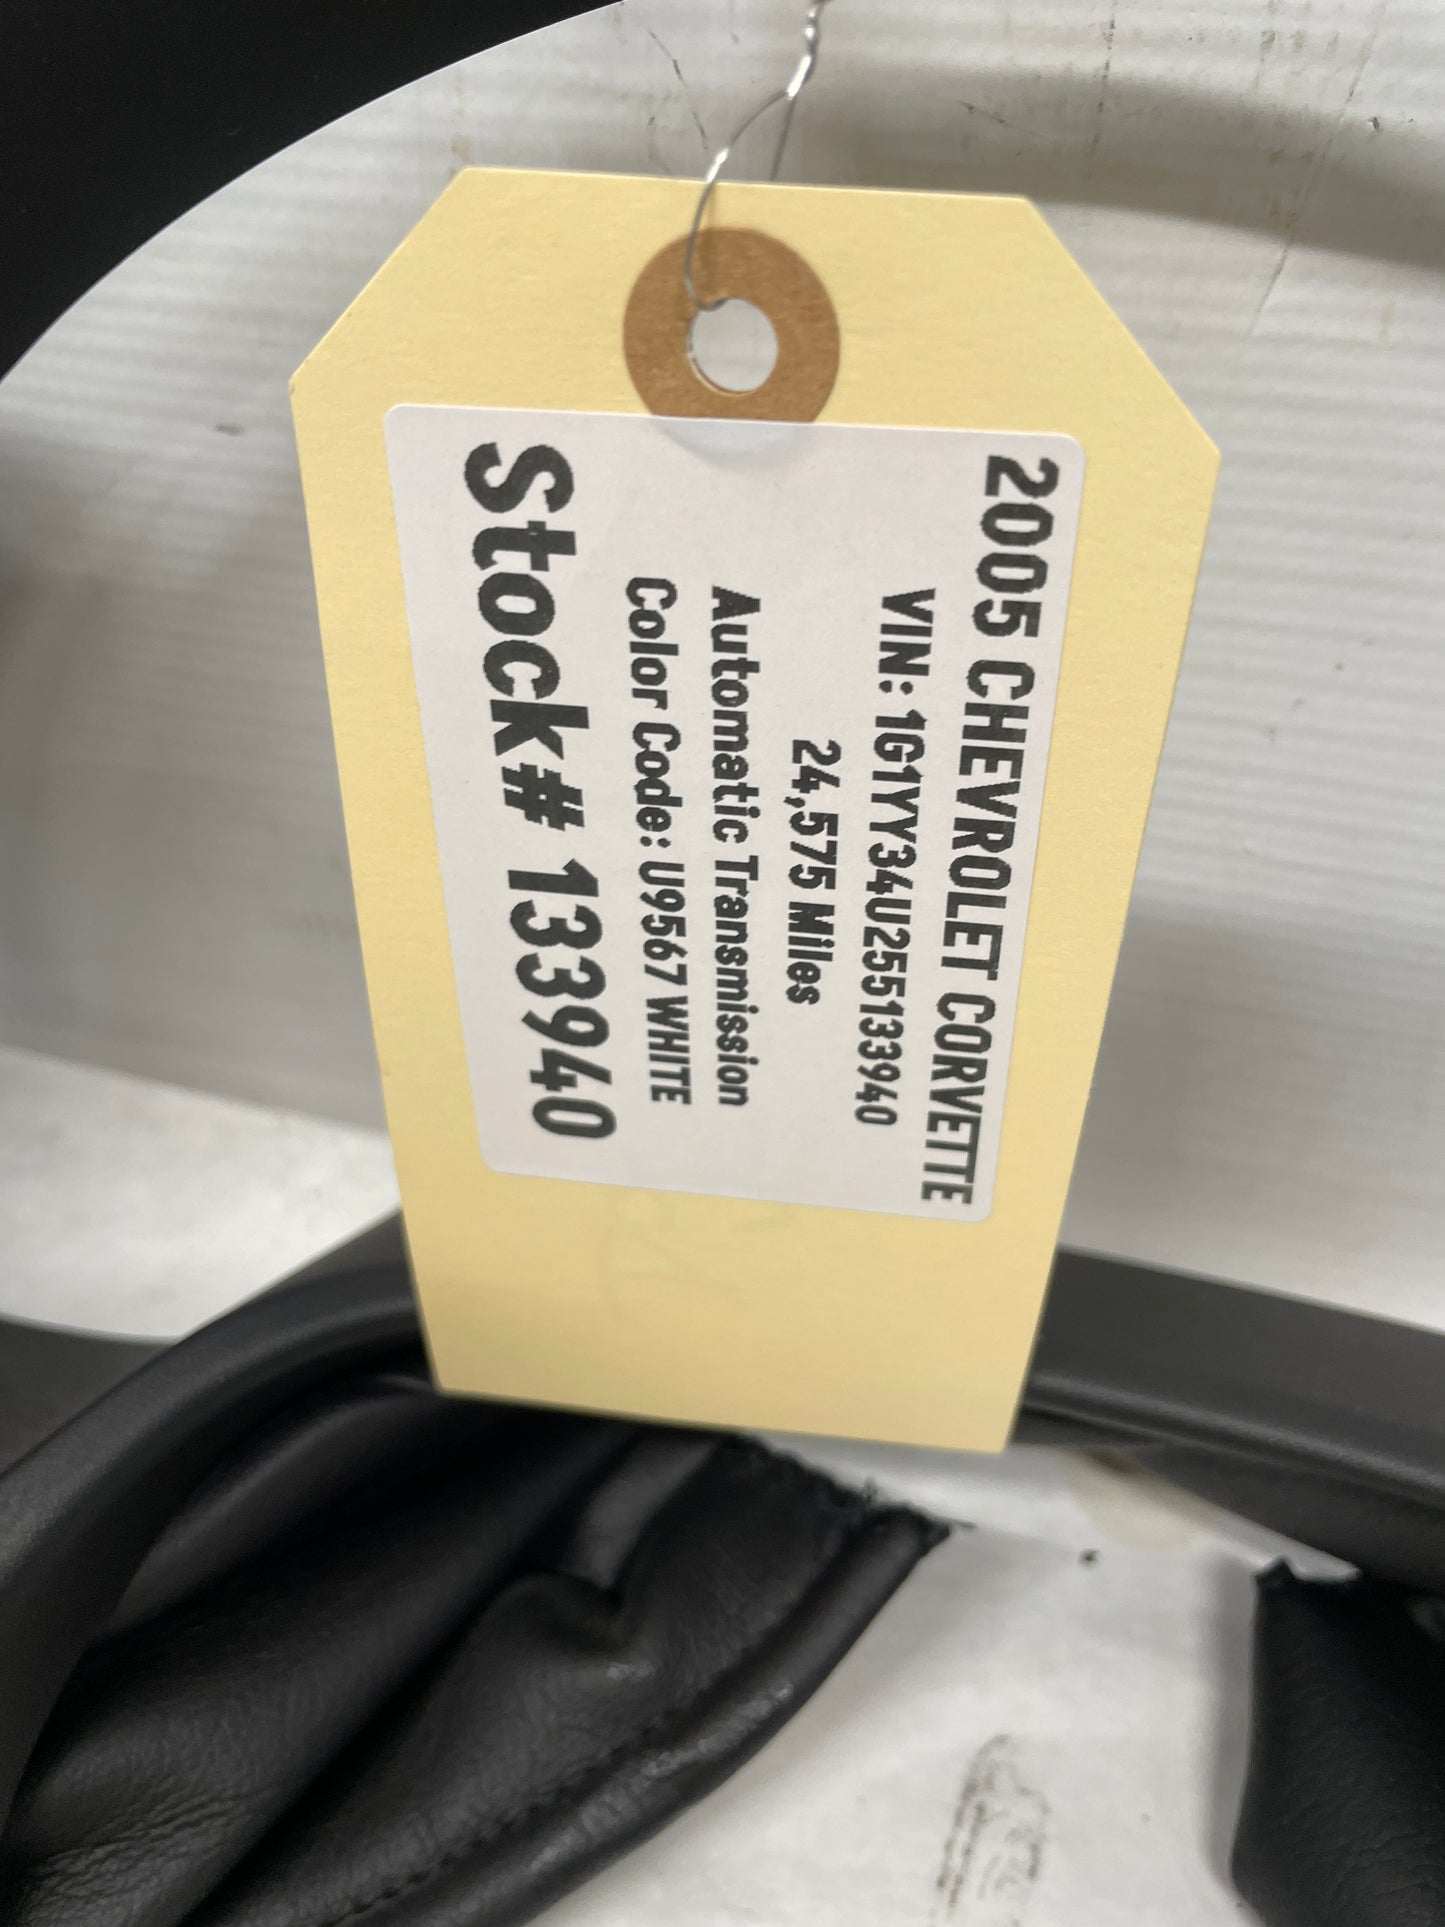 2005 CHEVROLET CORVETTE
VIN: 1G1YY34U255133940
24,575 Miles
Automatic Transmission
Color Code: U9567 WHITE
Stock# 133940